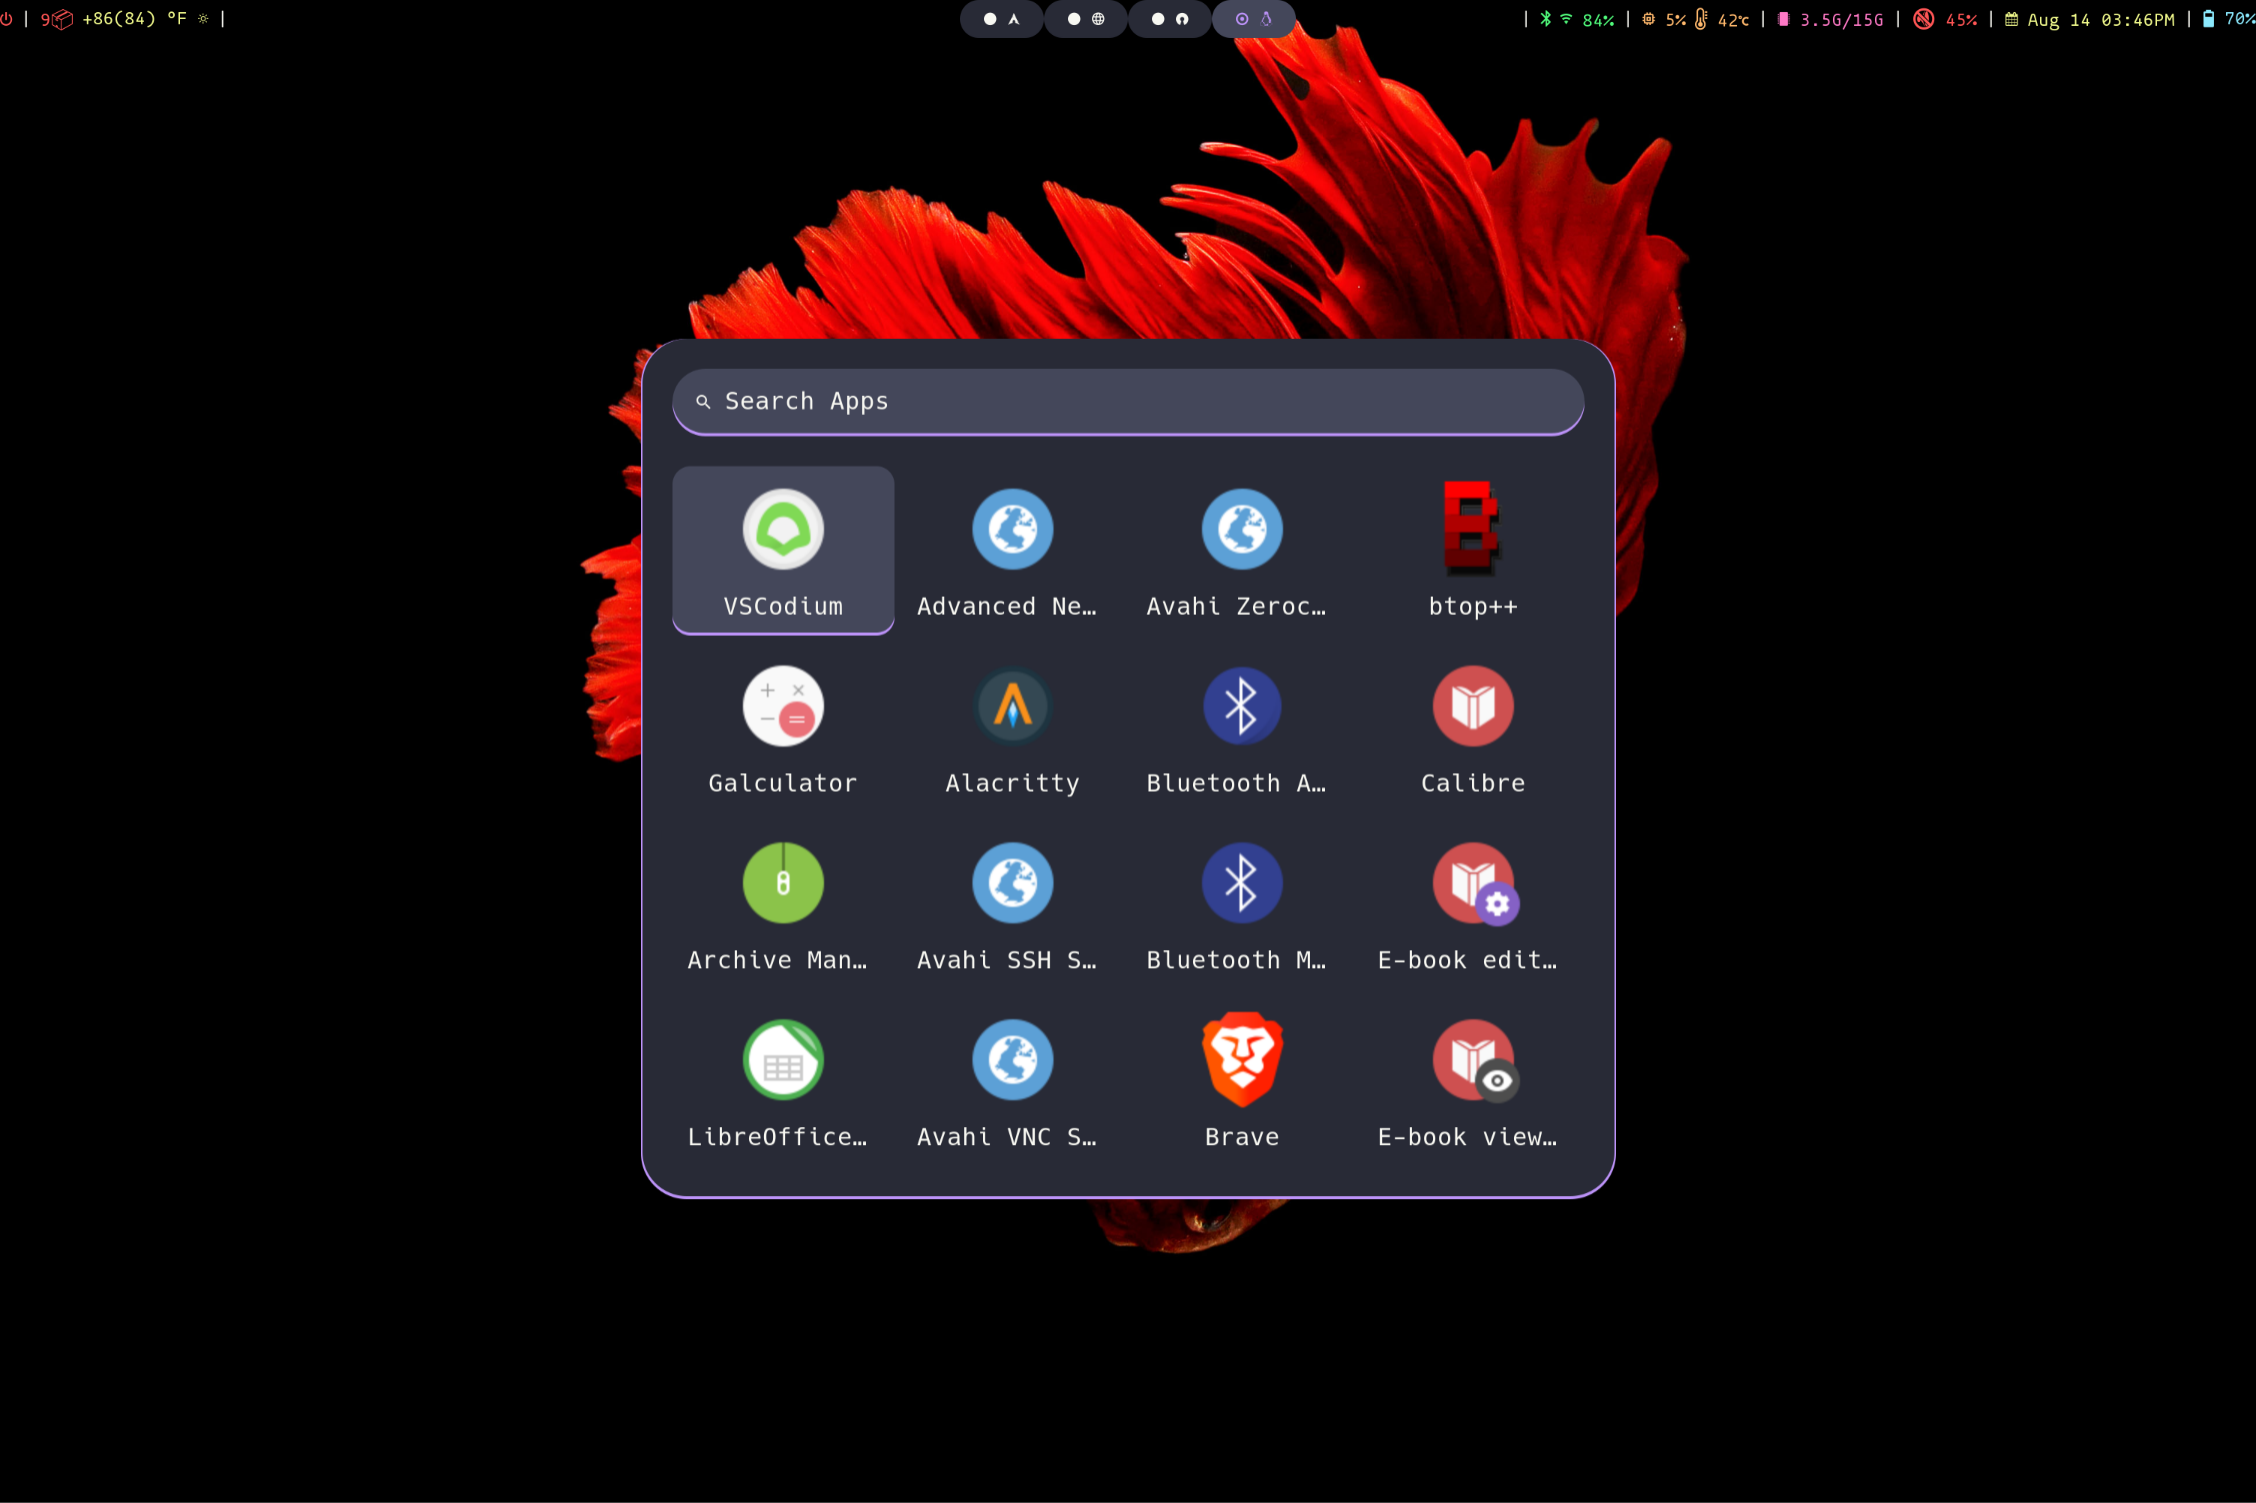 | 9 +86(84) °F |
| 84% | 5% 42℃ | 3.5G/15G | 45% | Aug 14 03:46PM | 70%
Search Apps
VSCodium Advanced Ne… Avahi Zeroc… btop++
Galculator Alacritty Bluetooth A… Calibre
Archive Man… Avahi SSH S… Bluetooth M… E-book edit…
LibreOffice… Avahi VNC S… Brave E-book view…